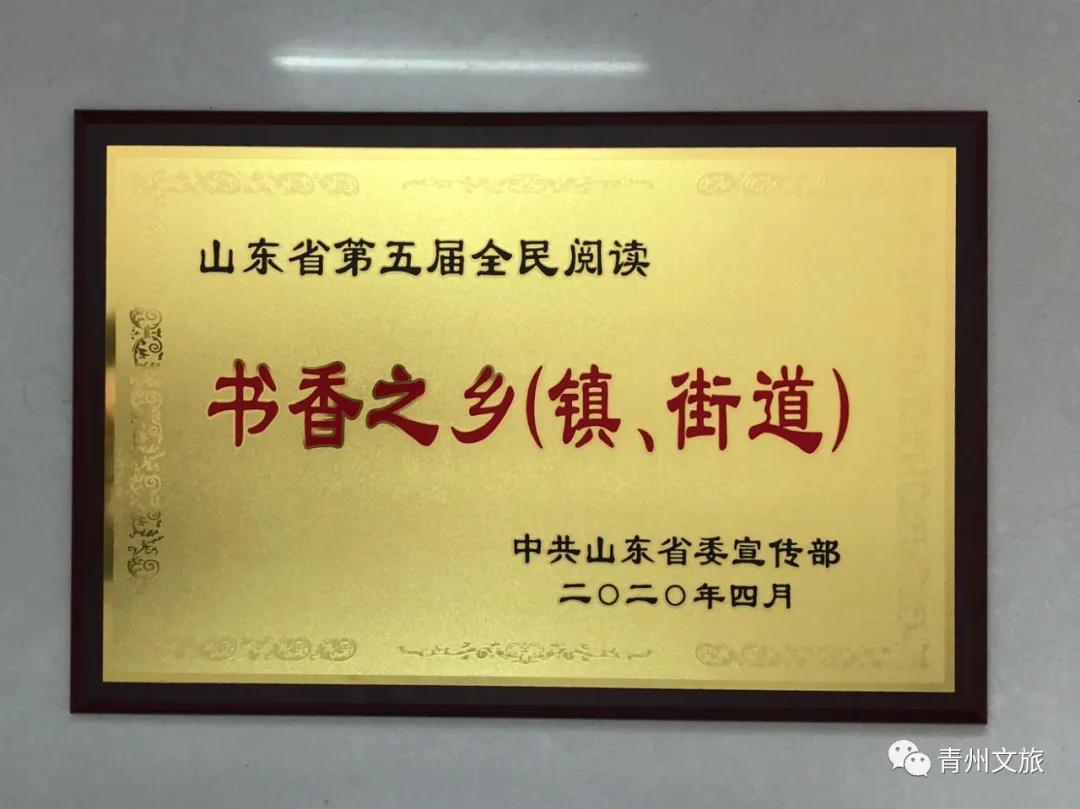 山东省第五届全民阅读
书香之乡(镇、街道)
中共山东省委宣传部
二〇二〇年四月
青州文旅